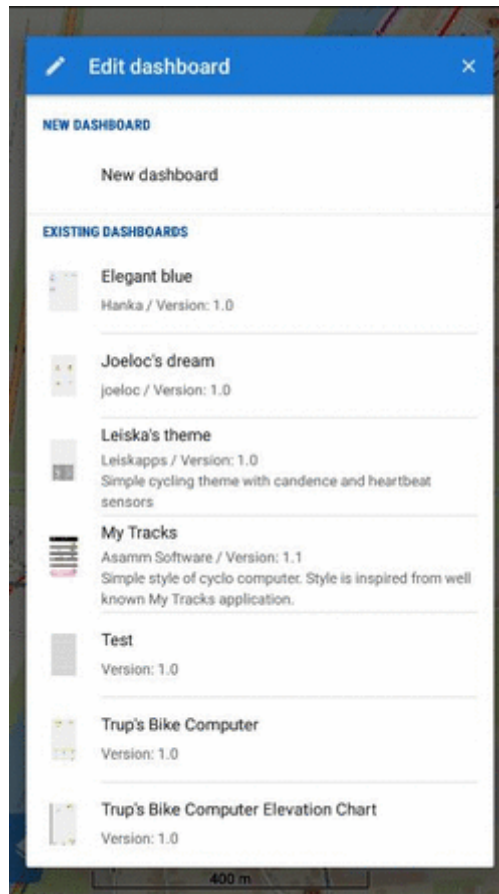 Edit dashboard
NEW DASHBOARD
New dashboard
EXISTING DASHBOARDS
Elegant blue
Hanka / Version: 1.0
Joeloc's dream
joeloc / Version: 1.0
Leiska's theme
Leiskapps / Version: 1.0
Simple cycling theme with candence and heartbeat
sensors
My Tracks
Asamm Software / Version: 1.1
Simple style of cyclo computer. Style is inspired from well
known My Tracks application.
Test
Version: 1.0
Trup's Bike Computer
Version: 1.0
Trup's Bike Computer Elevation Chart
Version: 1.0
400 m